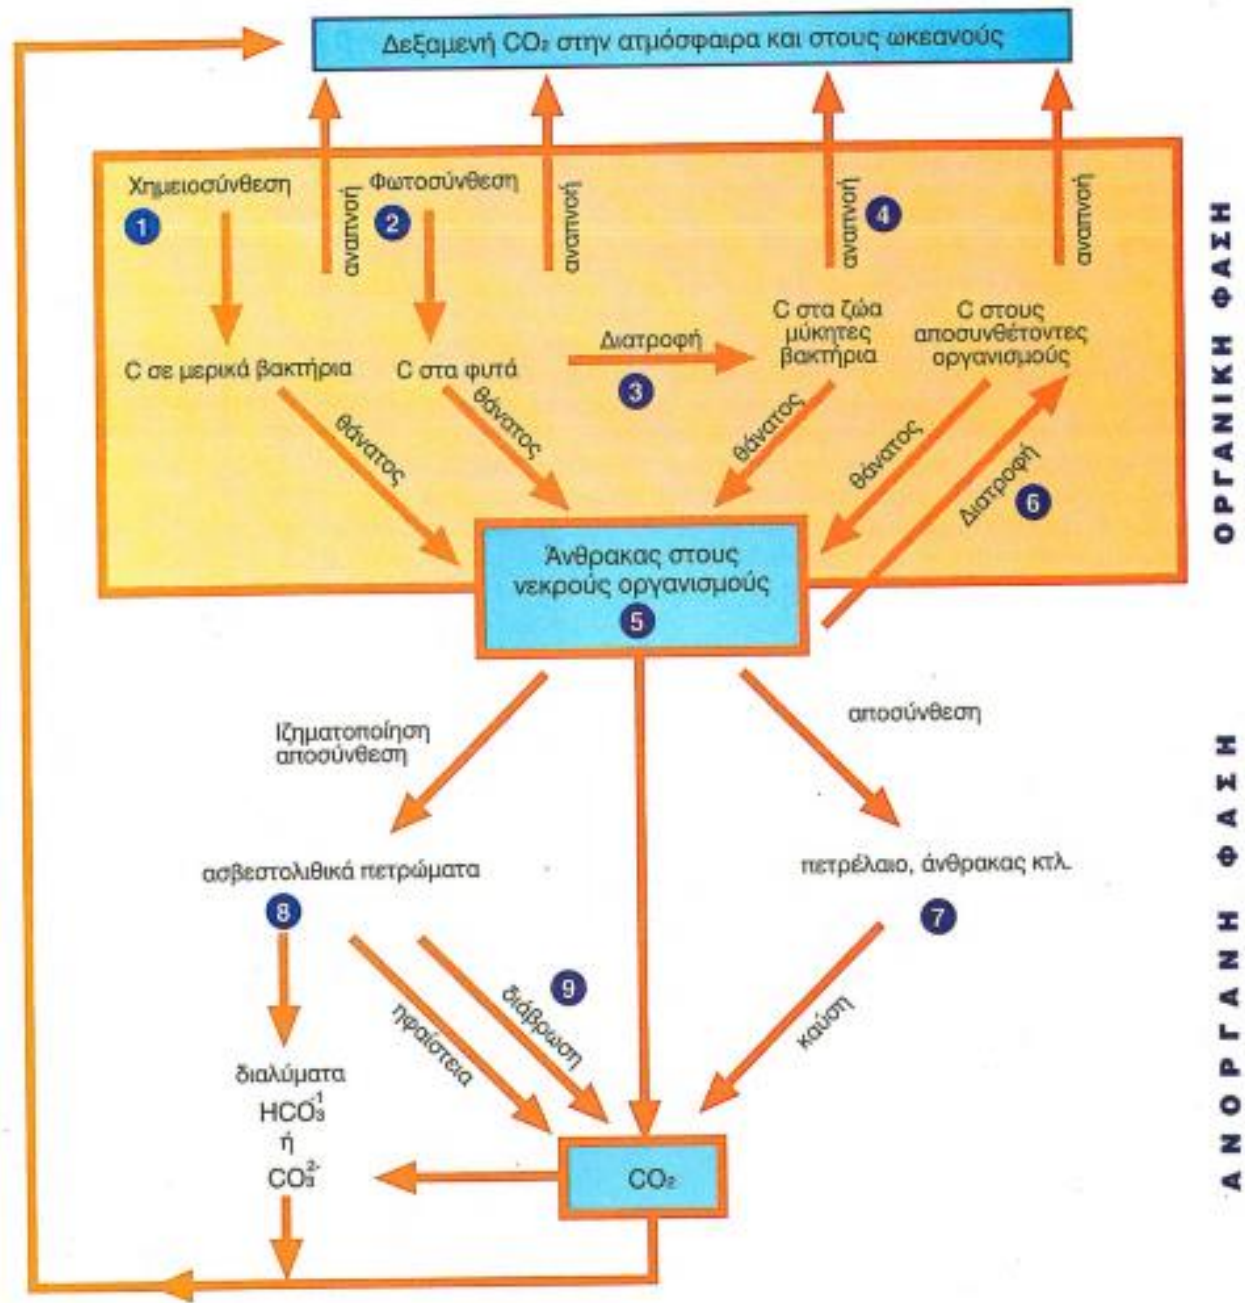 Δεξαμενή CO₂ στην ατμόσφαιρα και στους ωκεανούς
Χημειοσύνθεση
1
αναπνοή
Φωτοσύνθεση
2
αναπνοή
αναπνοή
4
αναπνοή
C σε μερικά βακτήρια
C στα φυτά
Διατροφή
3
C στα ζώα
μύκητες
βακτήρια
C στους
αποσυνθέτοντες
οργανισμούς
θάνατος
θάνατος
θάνατος
θάνατος
Διατροφή
6
Άνθρακας στους
νεκρούς οργανισμούς
5
ΟΡΓΑΝΙΚΗ ΦΑΣΗ
Ιζηματοποίηση
αποσύνθεση
αποσύνθεση
ασβεστολιθικά πετρώματα
8
πετρέλαιο, άνθρακας κτλ.
7
ηφαίστεια
διάβρωση
9
καύση
διαλύματα
HCO₃⁻¹
ή
CO₃²⁻
CO₂
ΑΝΟΡΓΑΝΗ ΦΑΣΗ